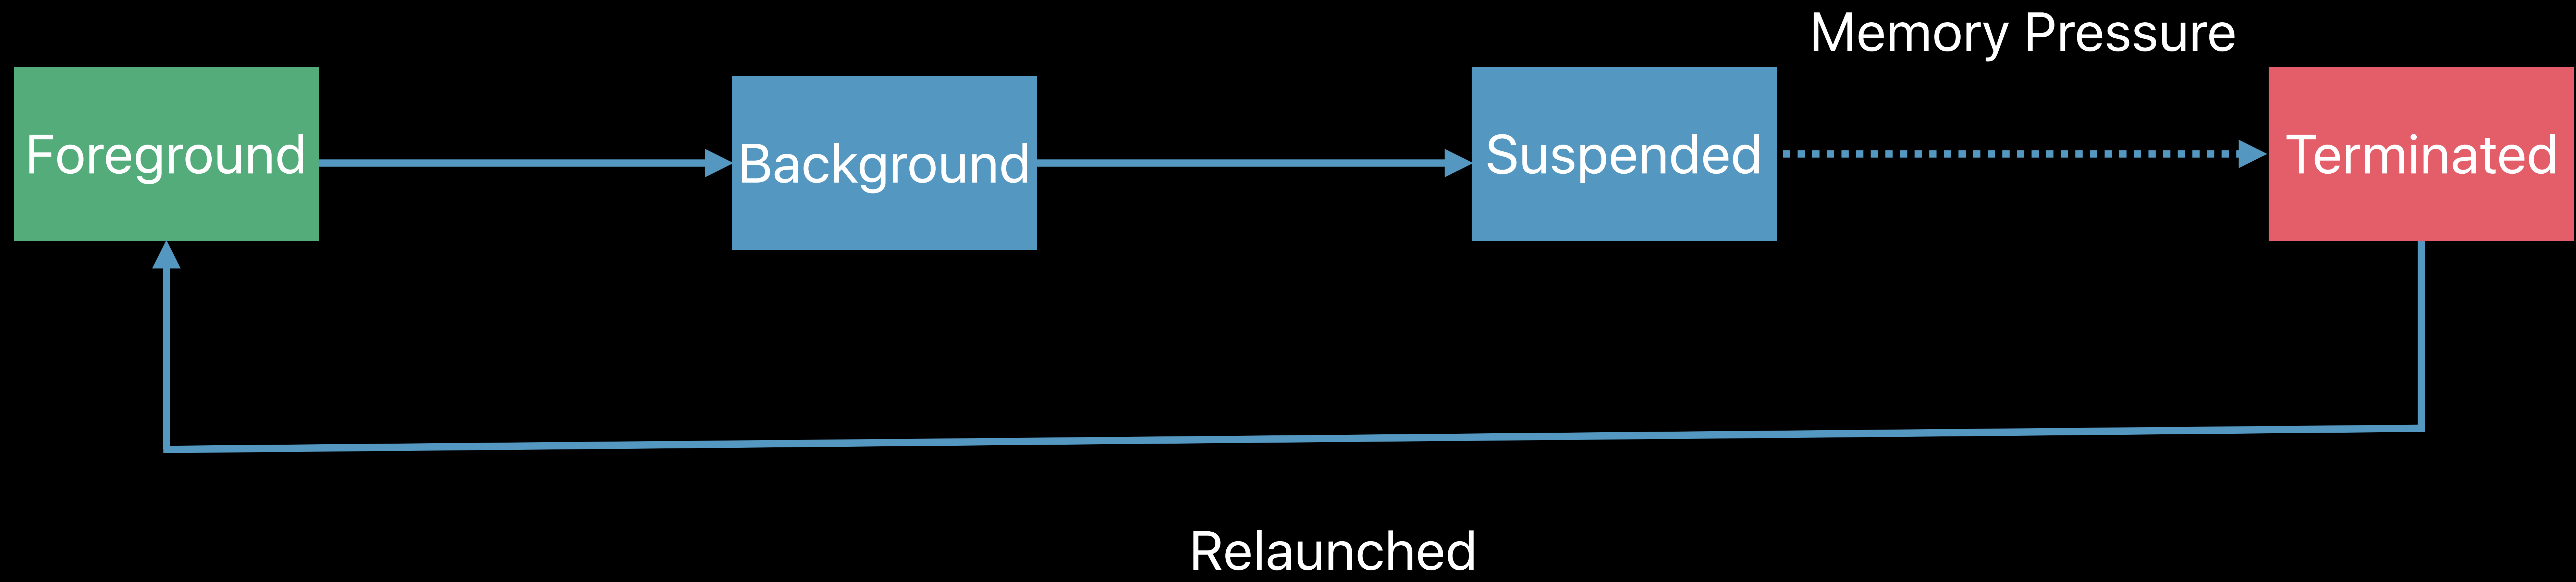 Memory Pressure
Foreground
Background
Suspended
Terminated
Relaunched